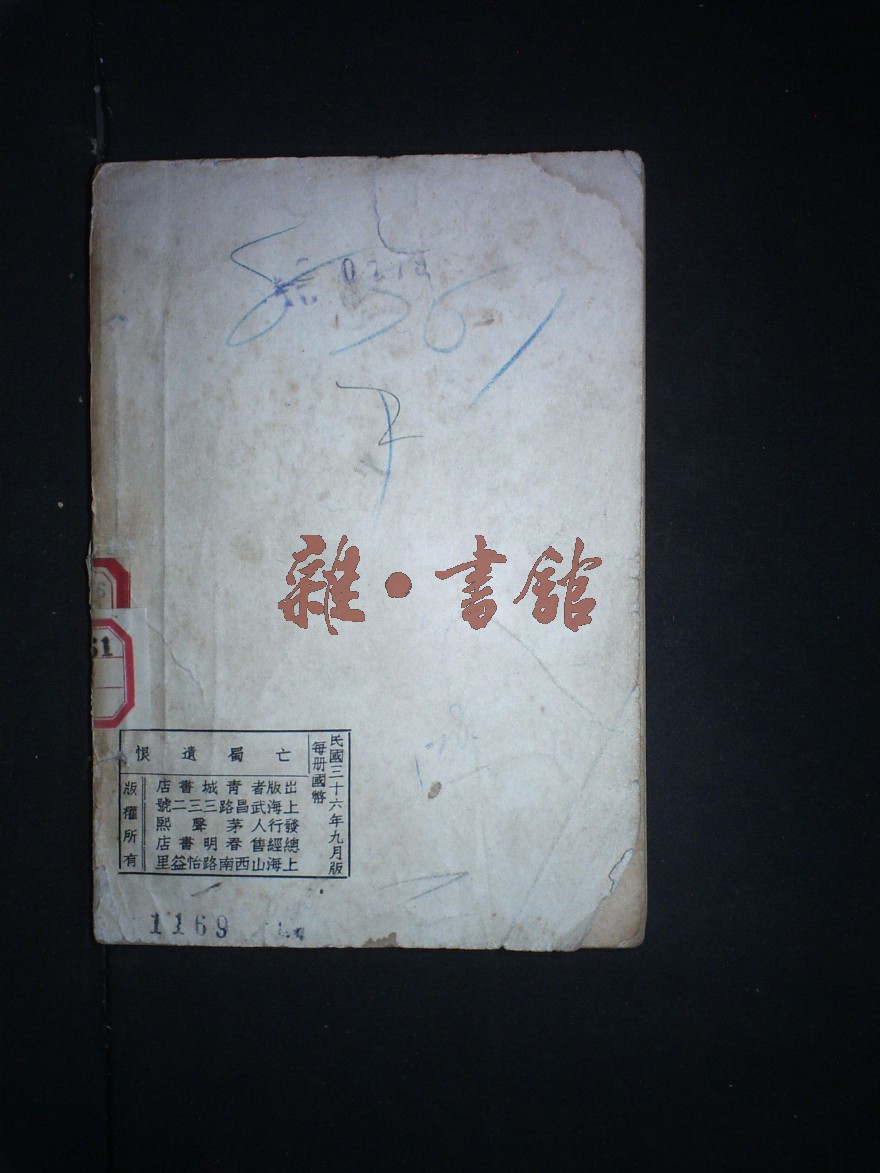 0213
雜·書館
51
民國三十六年九月版
每册國幣
亡蜀遺恨
出版者青城書店
上海武昌路三三二號
發行人茅聲熙
總經售春明書店
上海山西南路怡益里
版權所有
1169